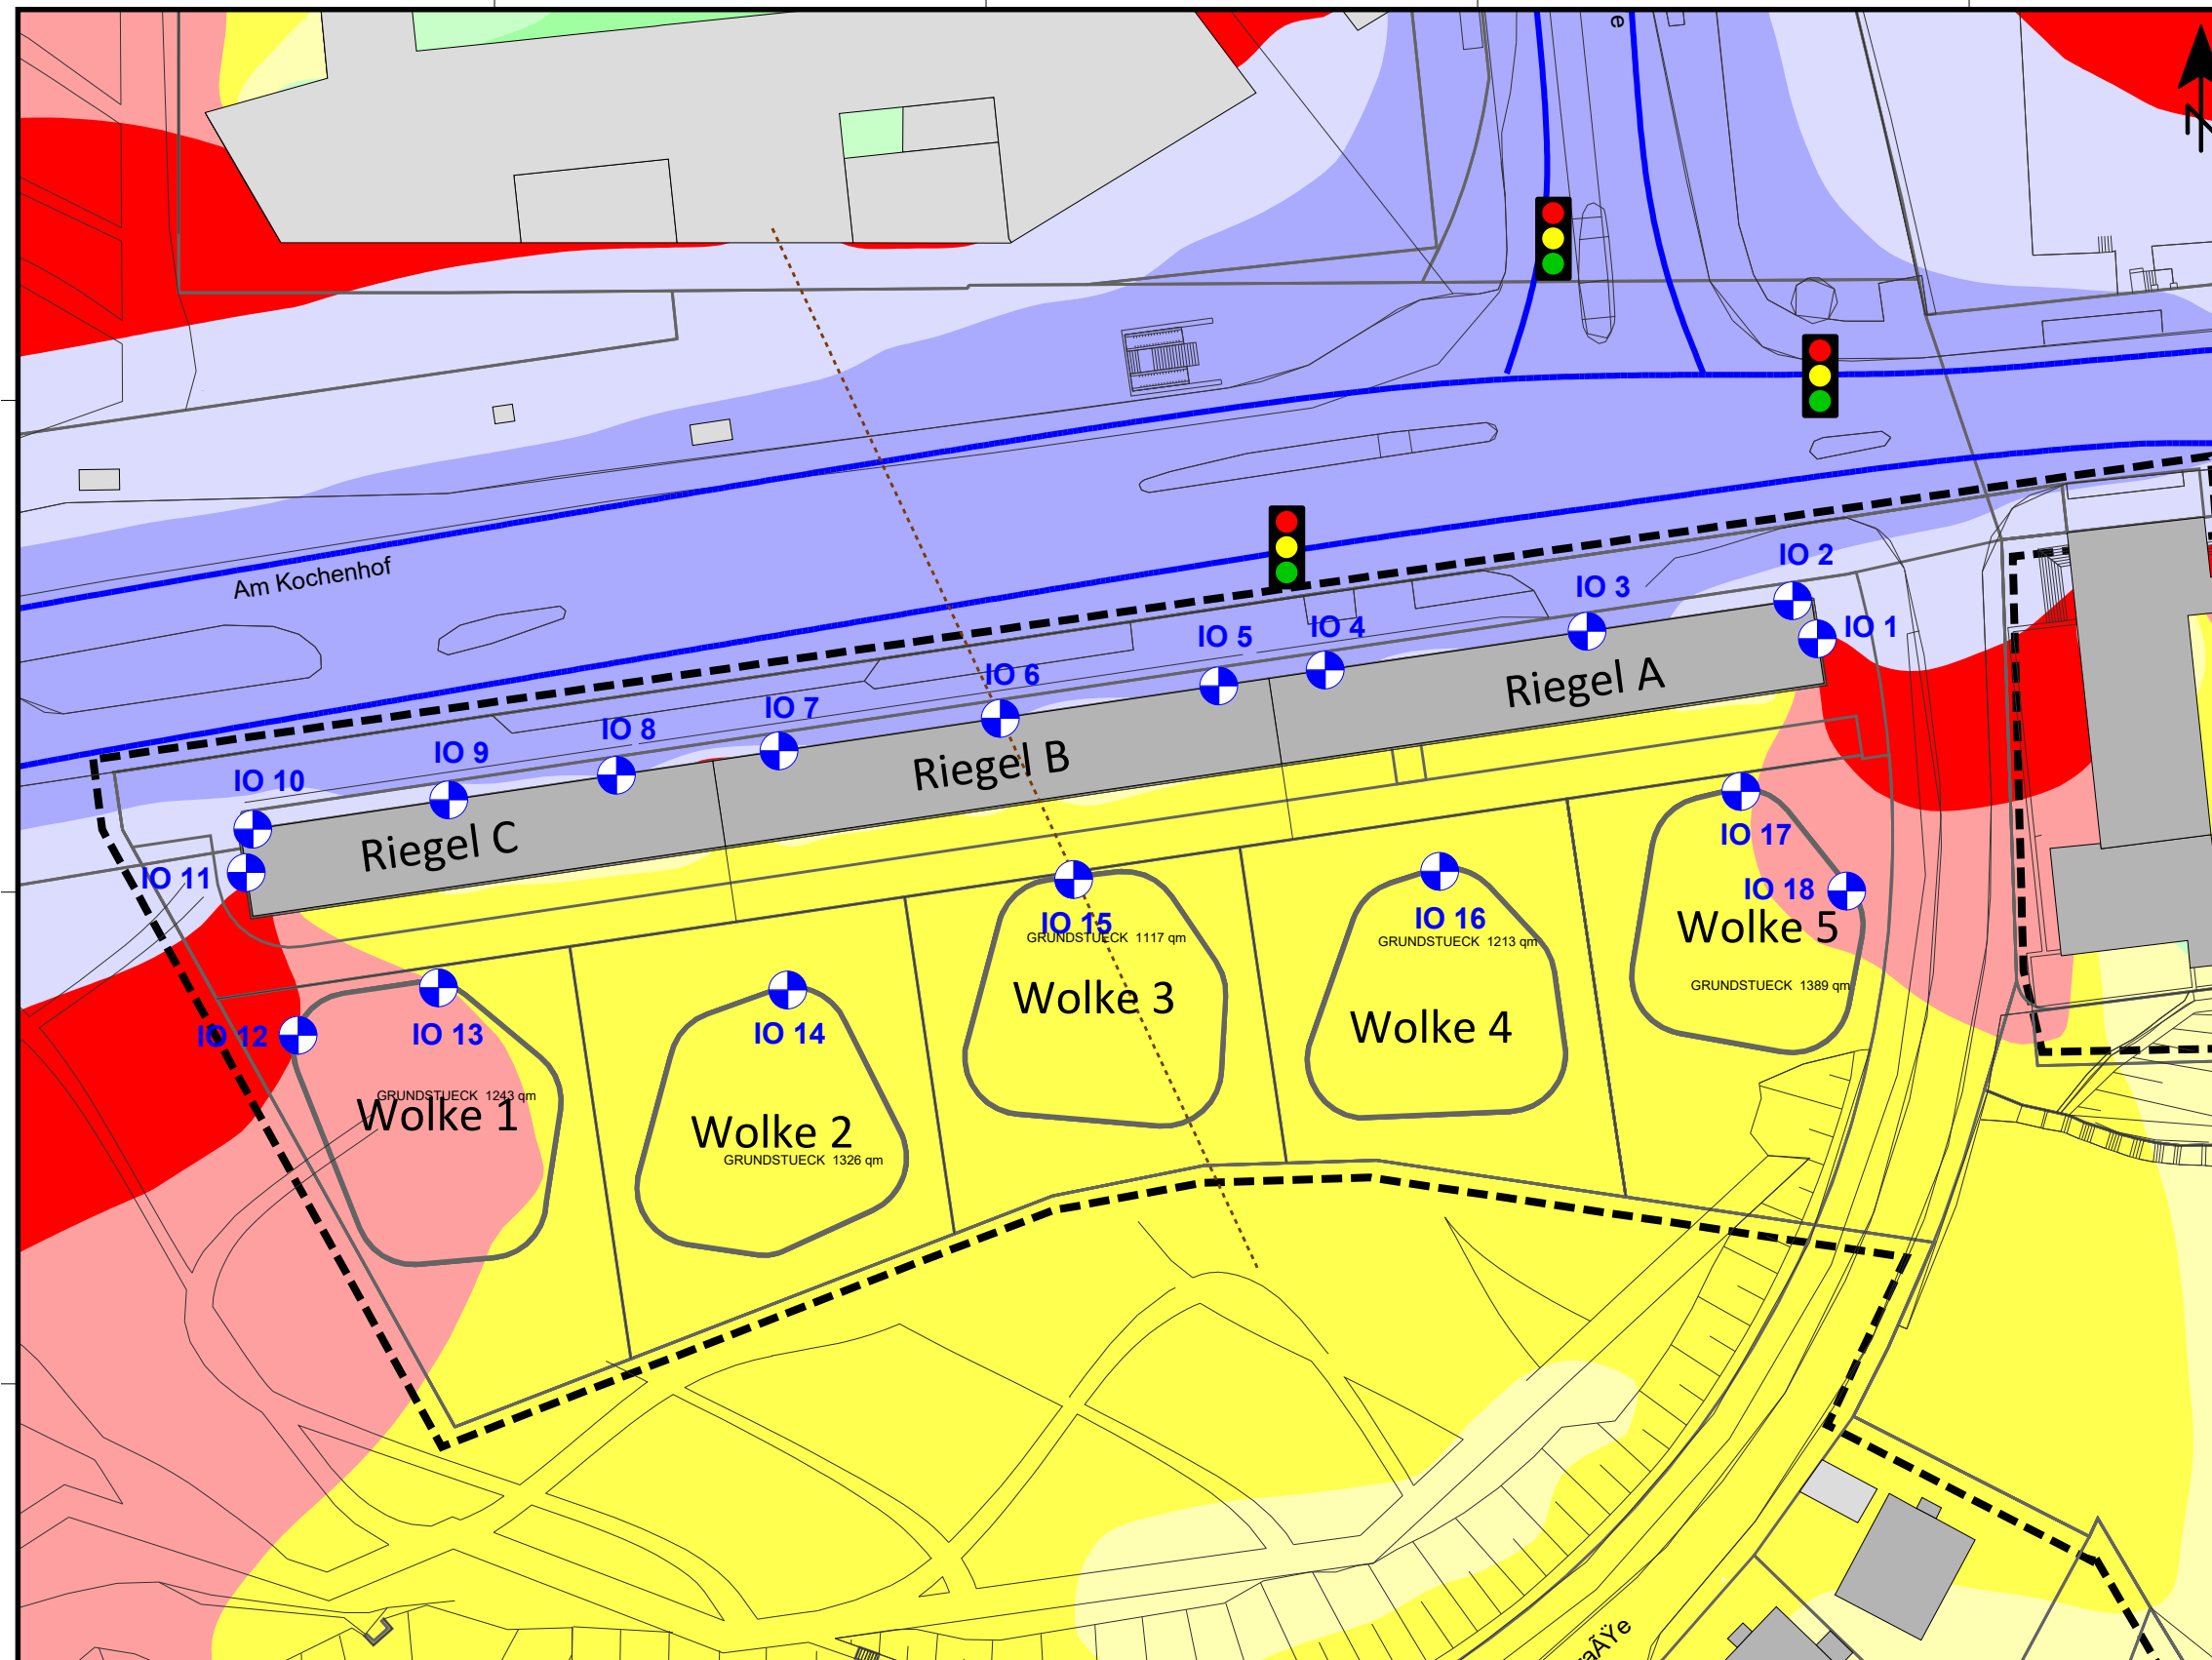 e
N
Am Kochenhof
IO 2
IO 3
IO 1
IO 4
IO 5
IO 6
Riegel A
IO 7
IO 8
Riegel B
IO 9
IO 10
Riegel C
IO 11
IO 17
IO 18
IO 15
IO 16
Wolke 5
GRUNDSTUECK 1117 qm
GRUNDSTUECK 1213 qm
GRUNDSTUECK 1389 qm
Wolke 3
Wolke 4
IO 12
IO 13
IO 14
GRUNDSTUECK 1243 qm
Wolke 1
Wolke 2
GRUNDSTUECK 1326 qm
aÃŸe